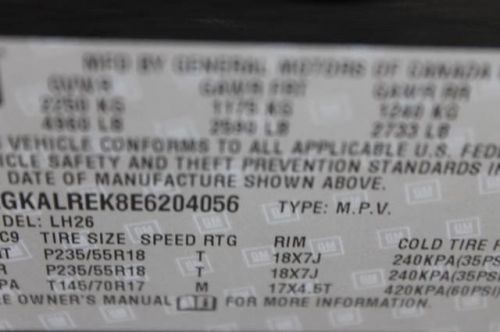 MFD BY GENERAL MOTORS OF CANADA
GVWR GAWR FRT GAWR RR
2250 KG 1175 KG 1240 KG
4960 LB 2590 LB 2733 LB
VEHICLE CONFORMS TO ALL APPLICABLE U.S. FEDE
HICLE SAFETY AND THEFT PREVENTION STANDARDS IN
DATE OF MANUFACTURE SHOWN ABOVE.
GKALREK8E6204056 TYPE: M.P.V.
DEL: LH26
C9 TIRE SIZE SPEED RTG RIM COLD TIRE P
T P235/55R18 T 18X7J 240KPA(35PS
R P235/55R18 T 18X7J 240KPA(35PS
PA T145/70R17 M 17X4.5T 420KPA(60PSI
E OWNER'S MANUAL FOR MORE INFORMATION
GM